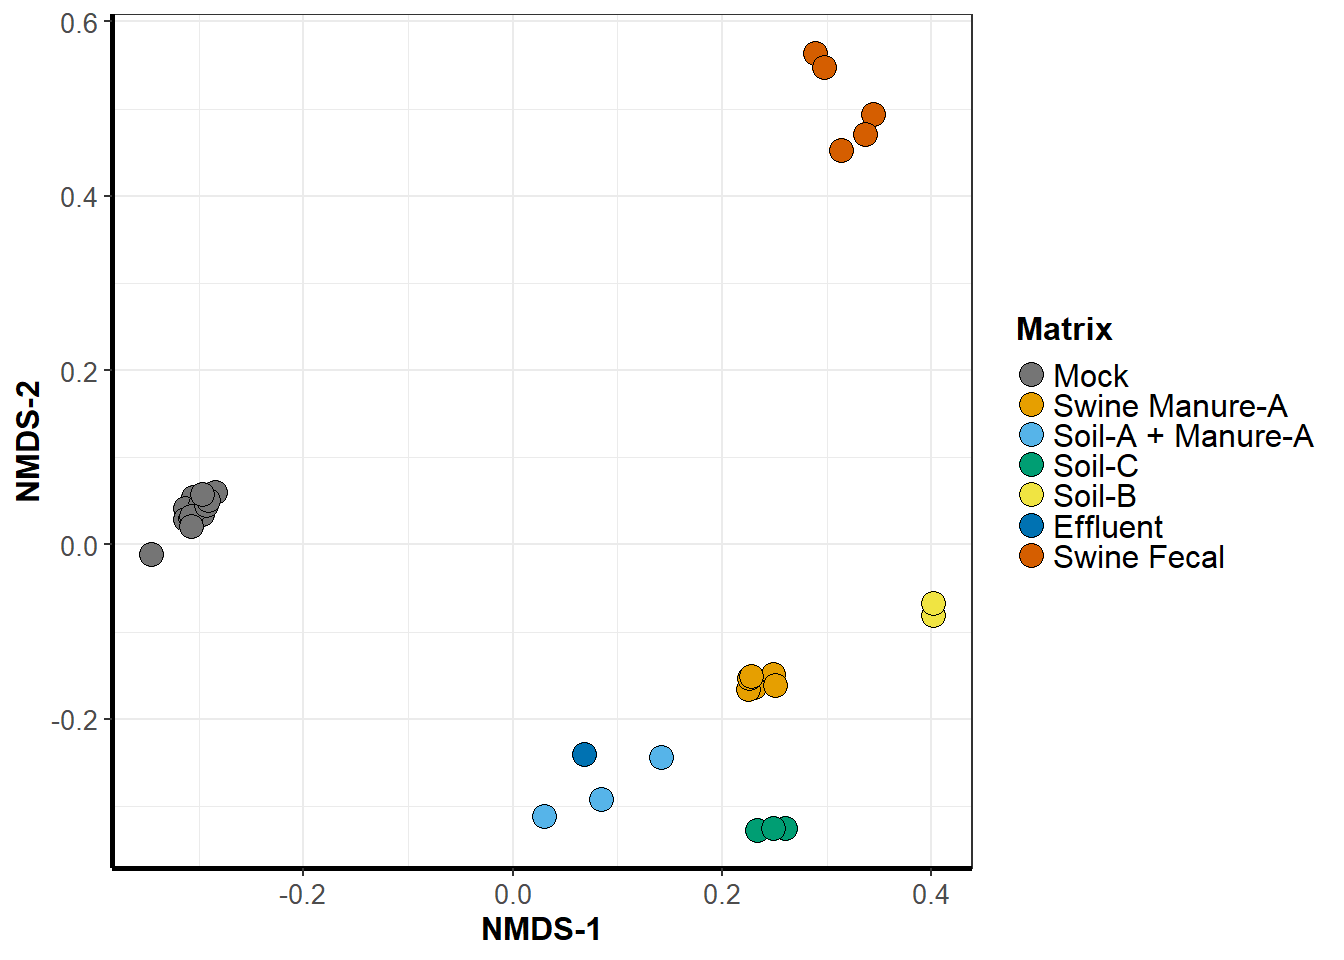 0.6
0.4
0.2
0.0
-0.2
NMDS-2
-0.2
0.0
0.2
0.4
NMDS-1
Matrix
Mock
Swine Manure-A
Soil-A + Manure-A
Soil-C
Soil-B
Effluent
Swine Fecal